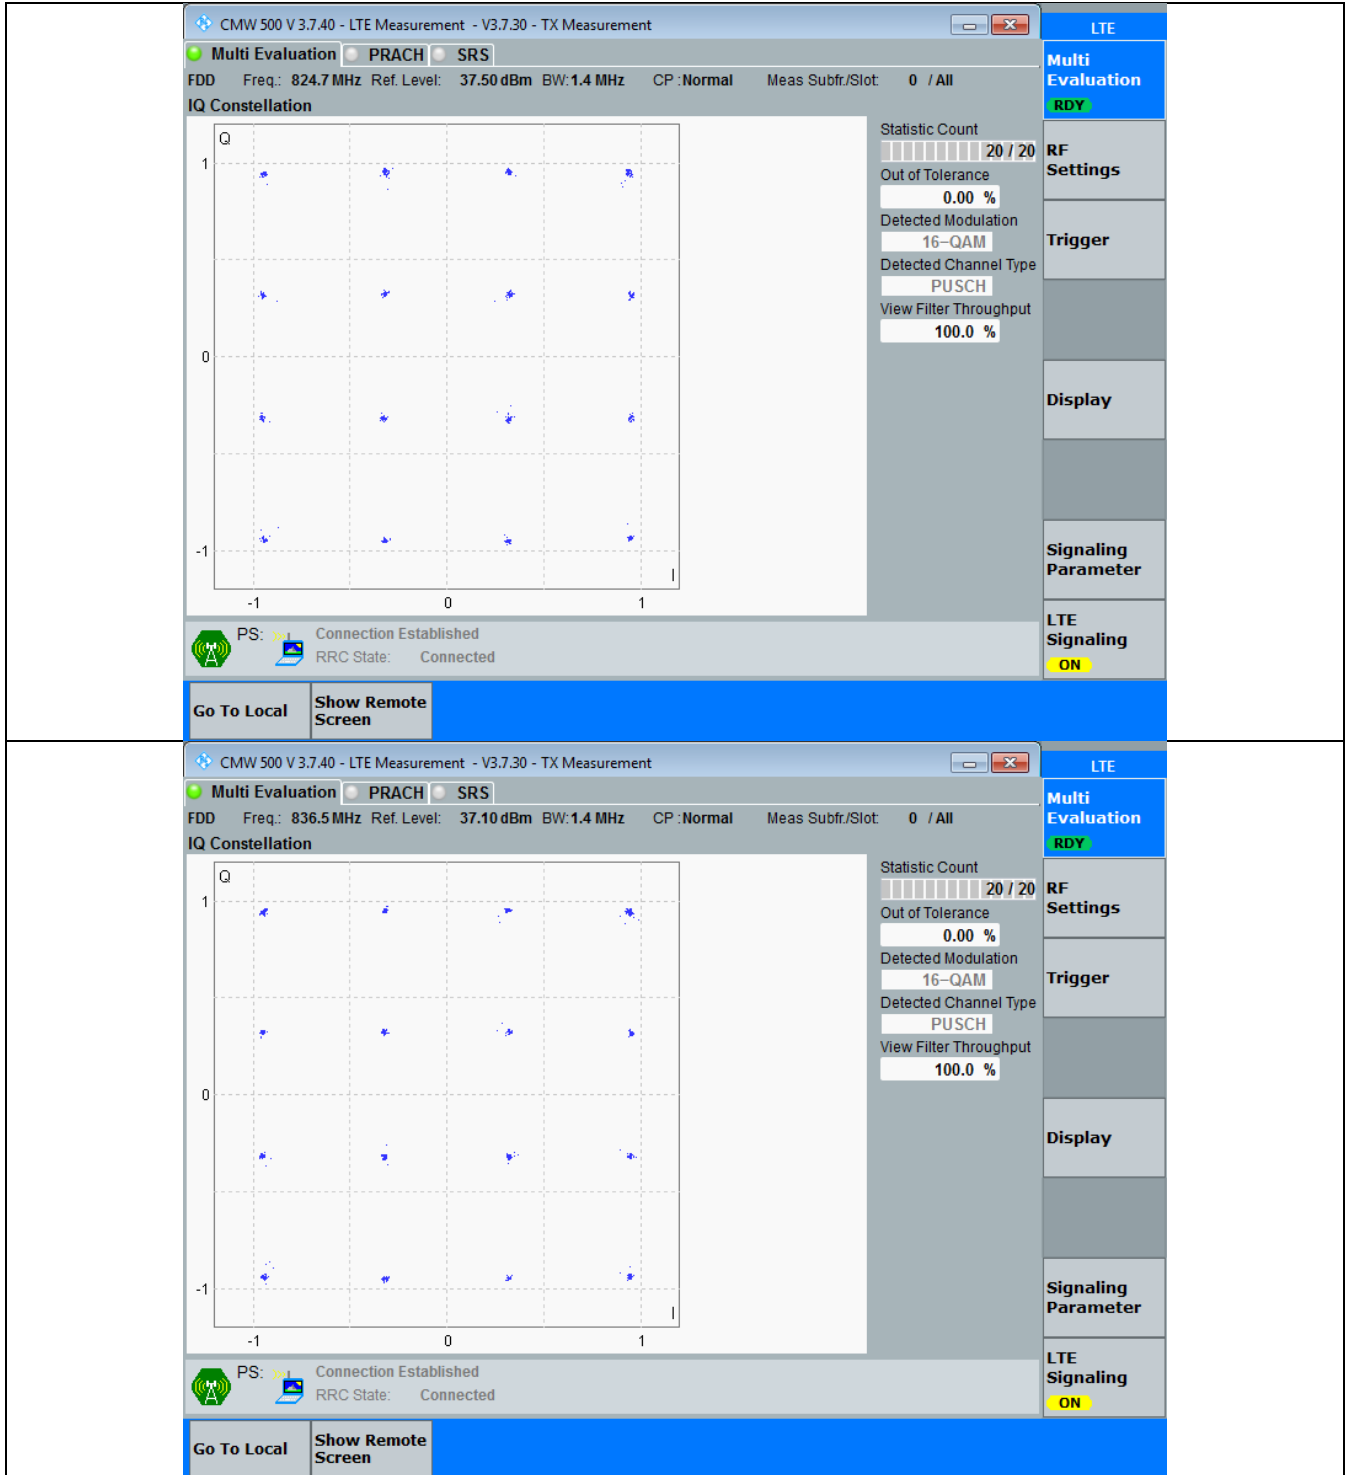 CMW 500 V 3.7.40 - LTE Measurement - V3.7.30 - TX Measurement
LTE
Multi Evaluation PRACH SRS
Multi
Evaluation
RDY
FDD Freq.: 824.7 MHz Ref. Level: 37.50 dBm BW: 1.4 MHz CP : Normal Meas Subfr./Slot: 0 / All
IQ Constellation
Q
1
0
-1
I
-1 0 1
Statistic Count
20 / 20
Out of Tolerance
0.00 %
Detected Modulation
16-QAM
Detected Channel Type
PUSCH
View Filter Throughput
100.0 %
RF
Settings
Trigger
Display
Signaling
Parameter
LTE
Signaling
ON
PS: Connection Established
RRC State: Connected
Go To Local
Show Remote
Screen
CMW 500 V 3.7.40 - LTE Measurement - V3.7.30 - TX Measurement
LTE
Multi Evaluation PRACH SRS
Multi
Evaluation
RDY
FDD Freq.: 836.5 MHz Ref. Level: 37.10 dBm BW: 1.4 MHz CP : Normal Meas Subfr./Slot: 0 / All
IQ Constellation
Q
1
0
-1
I
-1 0 1
Statistic Count
20 / 20
Out of Tolerance
0.00 %
Detected Modulation
16-QAM
Detected Channel Type
PUSCH
View Filter Throughput
100.0 %
RF
Settings
Trigger
Display
Signaling
Parameter
LTE
Signaling
ON
PS: Connection Established
RRC State: Connected
Go To Local
Show Remote
Screen